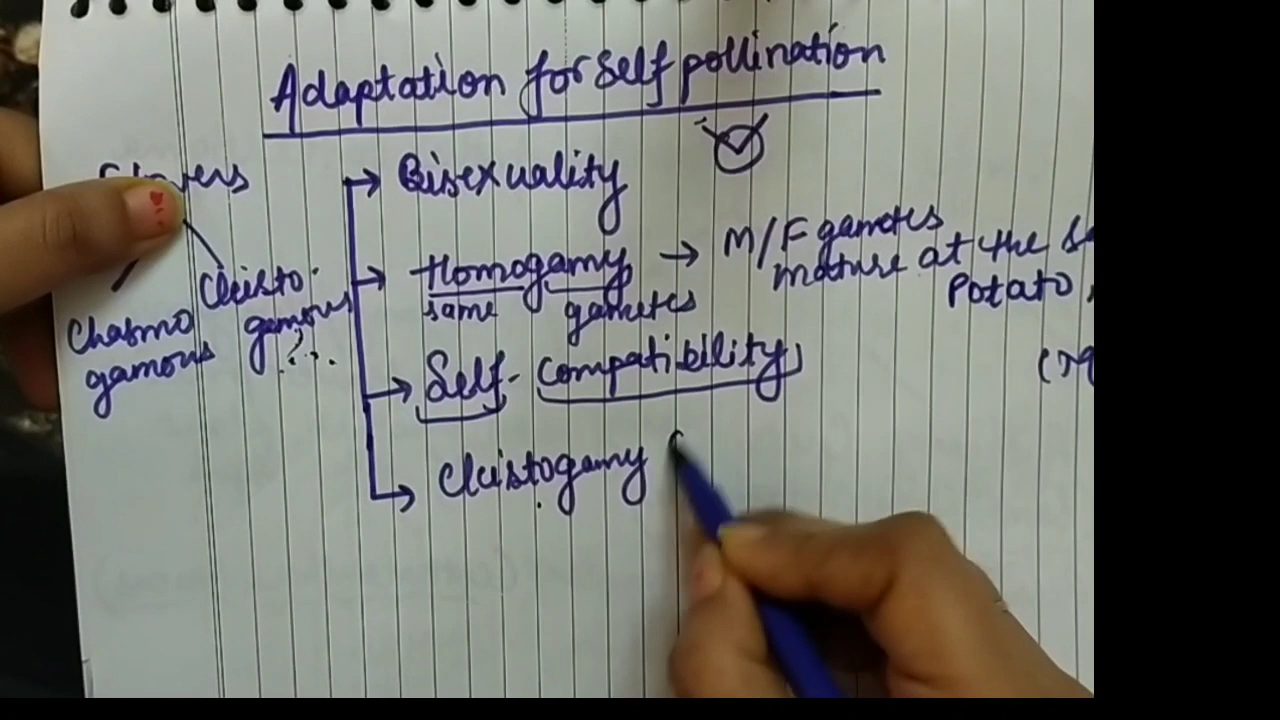 Adaptation for Self pollination
Flowers
Chasmo
gamous
Cleisto
gamous
?
Bisexuality
Homogamy → M/F gametes
mature at the
Potato
same gametes
Self-Compatibility
Cleistogamy